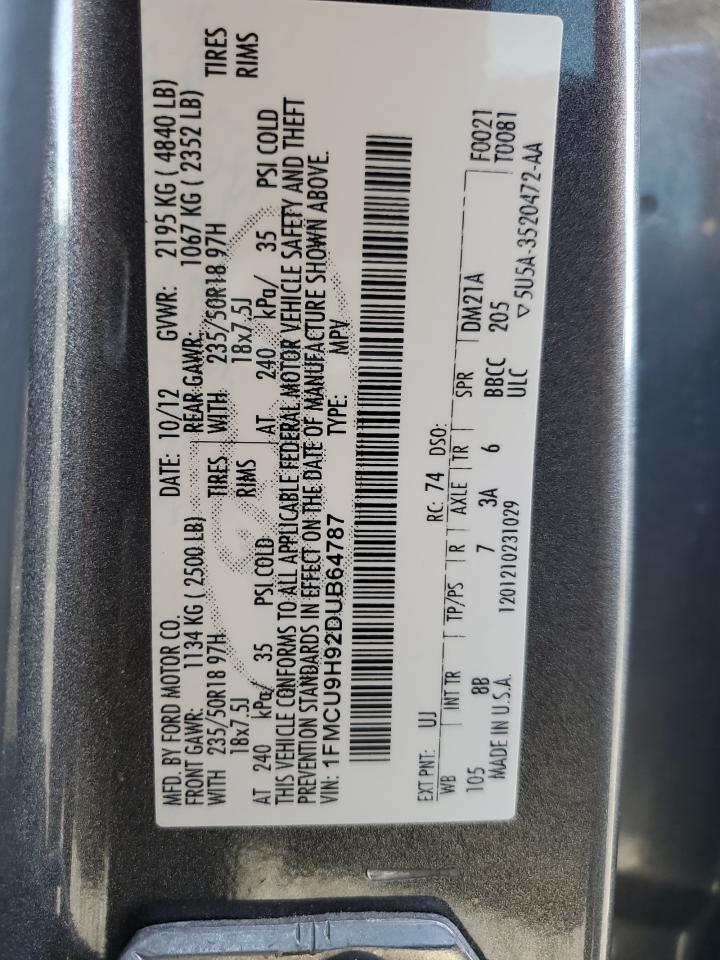 MFD. BY FORD MOTOR CO. DATE: 10/12 GVWR: 2195 KG ( 4840 LB)
FRONT GAWR: 1134 KG ( 2500 LB) REAR GAWR: 1067 KG ( 2352 LB)
WITH 235/50R18 97H TIRES WITH 235/50R18 97H TIRES
18x7.5J RIMS 18x7.5J RIMS
AT 240 kPa/ 35 PSI COLD AT 240 kPa/ 35 PSI COLD
THIS VEHICLE CONFORMS TO ALL APPLICABLE FEDERAL MOTOR VEHICLE SAFETY AND THEFT
PREVENTION STANDARDS IN EFFECT ON THE DATE OF MANUFACTURE SHOWN ABOVE.
VIN: 1FMCU9H92DUB64787 TYPE: MPV
EXT PNT: UJ RC: 74 DSO: F0021
WB INT TR TP/PS R AXLE TR SPR DM21A T0081
105 8B 7 3A 6 BBCC 205
MADE IN U.S.A. 1201210231029 ULC ▽ 5U5A-3520472-AA